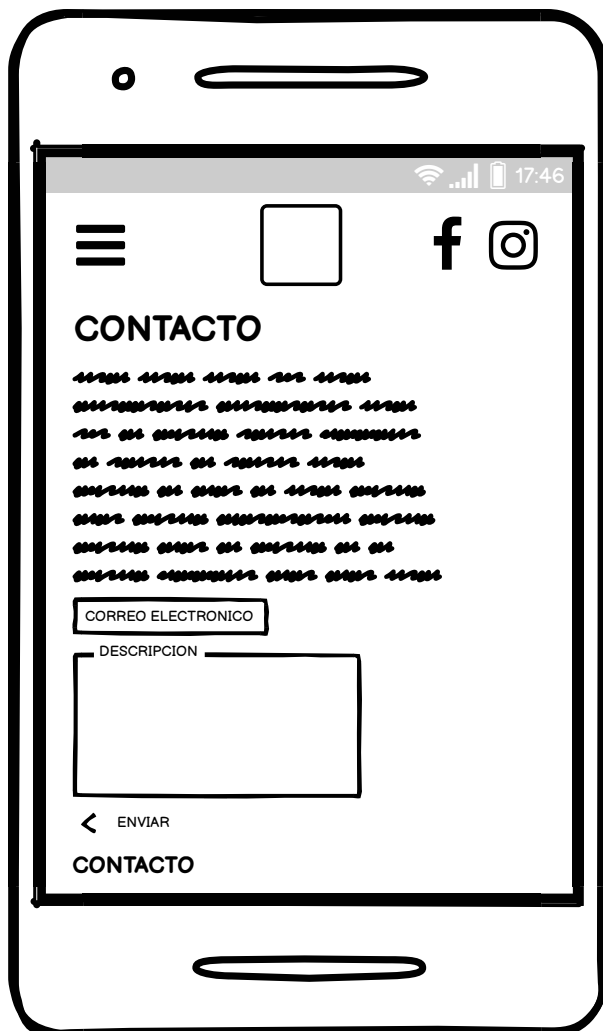 17:46
CONTACTO
CORREO ELECTRONICO
DESCRIPCION
ENVIAR
CONTACTO